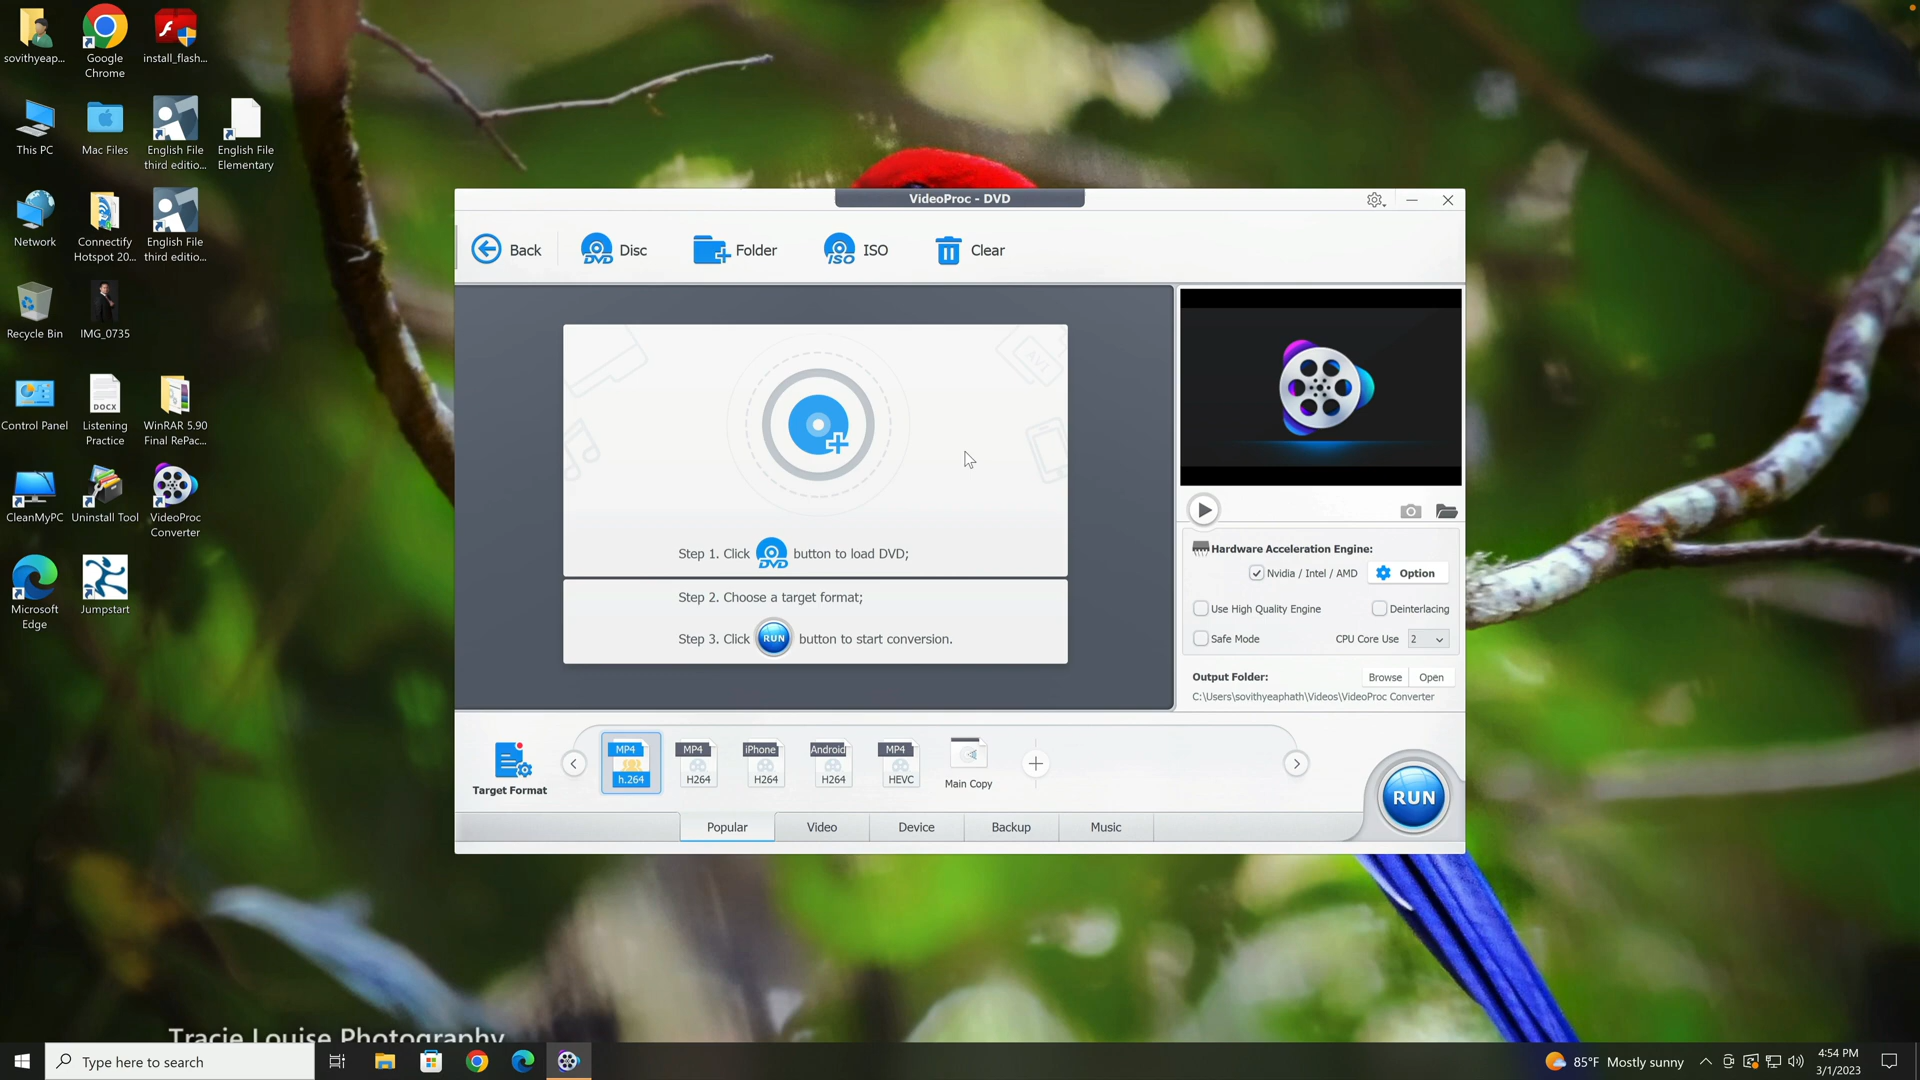 sovithyeap...
Google
Chrome
install_flash...
This PC
Mac Files
English File
third editio...
English File
Elementary
Network
Connectify
Hotspot 20...
English File
third editio...
Recycle Bin
IMG_0735
Control Panel
DOCX
Listening
Practice
WinRAR 5.90
Final RePac...
CleanMyPC
Uninstall Tool
VideoProc
Converter
Microsoft
Edge
Jumpstart
VideoProc - DVD
Back
DVD
Disc
Folder
ISO
ISO
Clear
AVI
Step 1. Click DVD button to load DVD;
Step 2. Choose a target format;
Step 3. Click RUN button to start conversion.
Hardware Acceleration Engine:
Nvidia / Intel / AMD
Option
Use High Quality Engine
Deinterlacing
Safe Mode
CPU Core Use
2
Output Folder:
Browse
Open
C:\Users\sovithyeaphath\Videos\VideoProc Converter
Target Format
MP4
h.264
MP4
H264
iPhone
H264
Android
H264
MP4
HEVC
Main Copy
RUN
Popular
Video
Device
Backup
Music
Tracie Louise Photography
Type here to search
85°F Mostly sunny
4:54 PM
3/1/2023